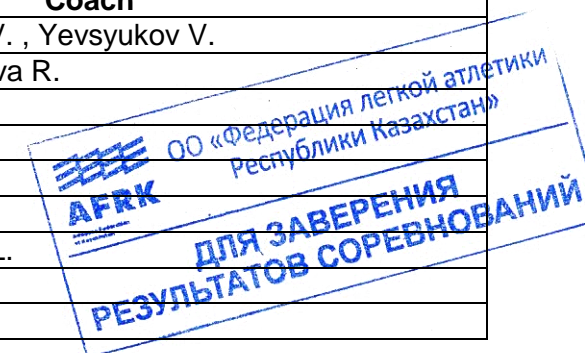 Coach
V. , Yevsyukov V.
va R.
ОО «Федерация легкой атлетики
Республики Казахстан»
AFRK
ДЛЯ ЗАВЕРЕНИЯ
РЕЗУЛЬТАТОВ СОРЕВНОВАНИЙ